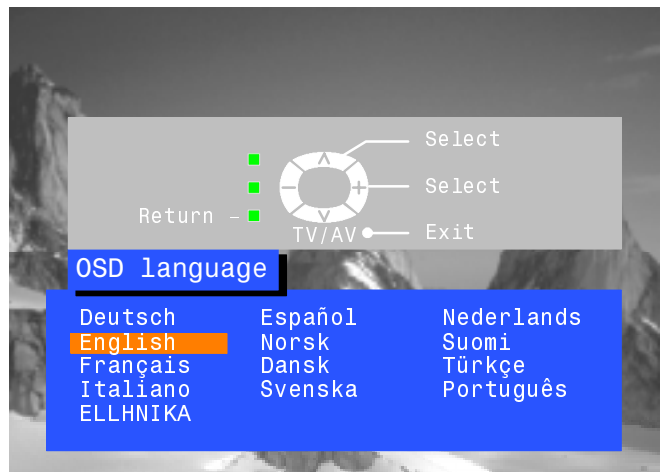 Select
Select
Return –
TV/AV
Exit
OSD language
Deutsch Español Nederlands
English Norsk Suomi
Français Dansk Türkçe
Italiano Svenska Português
ELLHNIKA